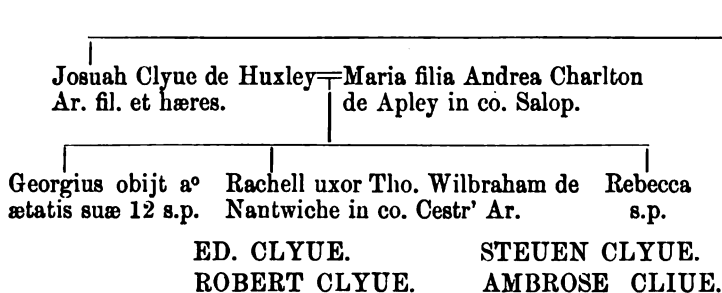 Josuah Clyue de Huxley=Maria filia Andrea Charlton
Ar. fil. et hæres.
de Apley in co. Salop.
Georgius obijt aº
ætatis suæ 12 s.p.
Rachell uxor Tho. Wilbraham de
Nantwiche in co. Cestr' Ar.
Rebecca
s.p.
ED. CLYUE.
STEUEN CLYUE.
ROBERT CLYUE.
AMBROSE CLIUE.